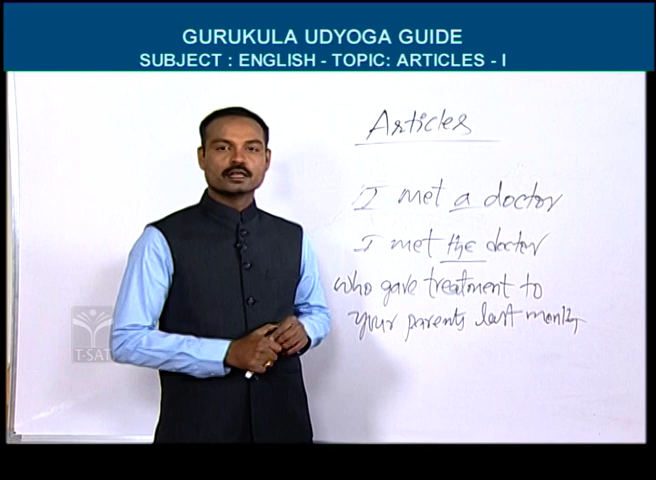 GURUKULA UDYOGA GUIDE
SUBJECT : ENGLISH - TOPIC: ARTICLES - I
Articles
I met a doctor
I met the doctor
who gave treatment to
your parents last month,
T-SAT